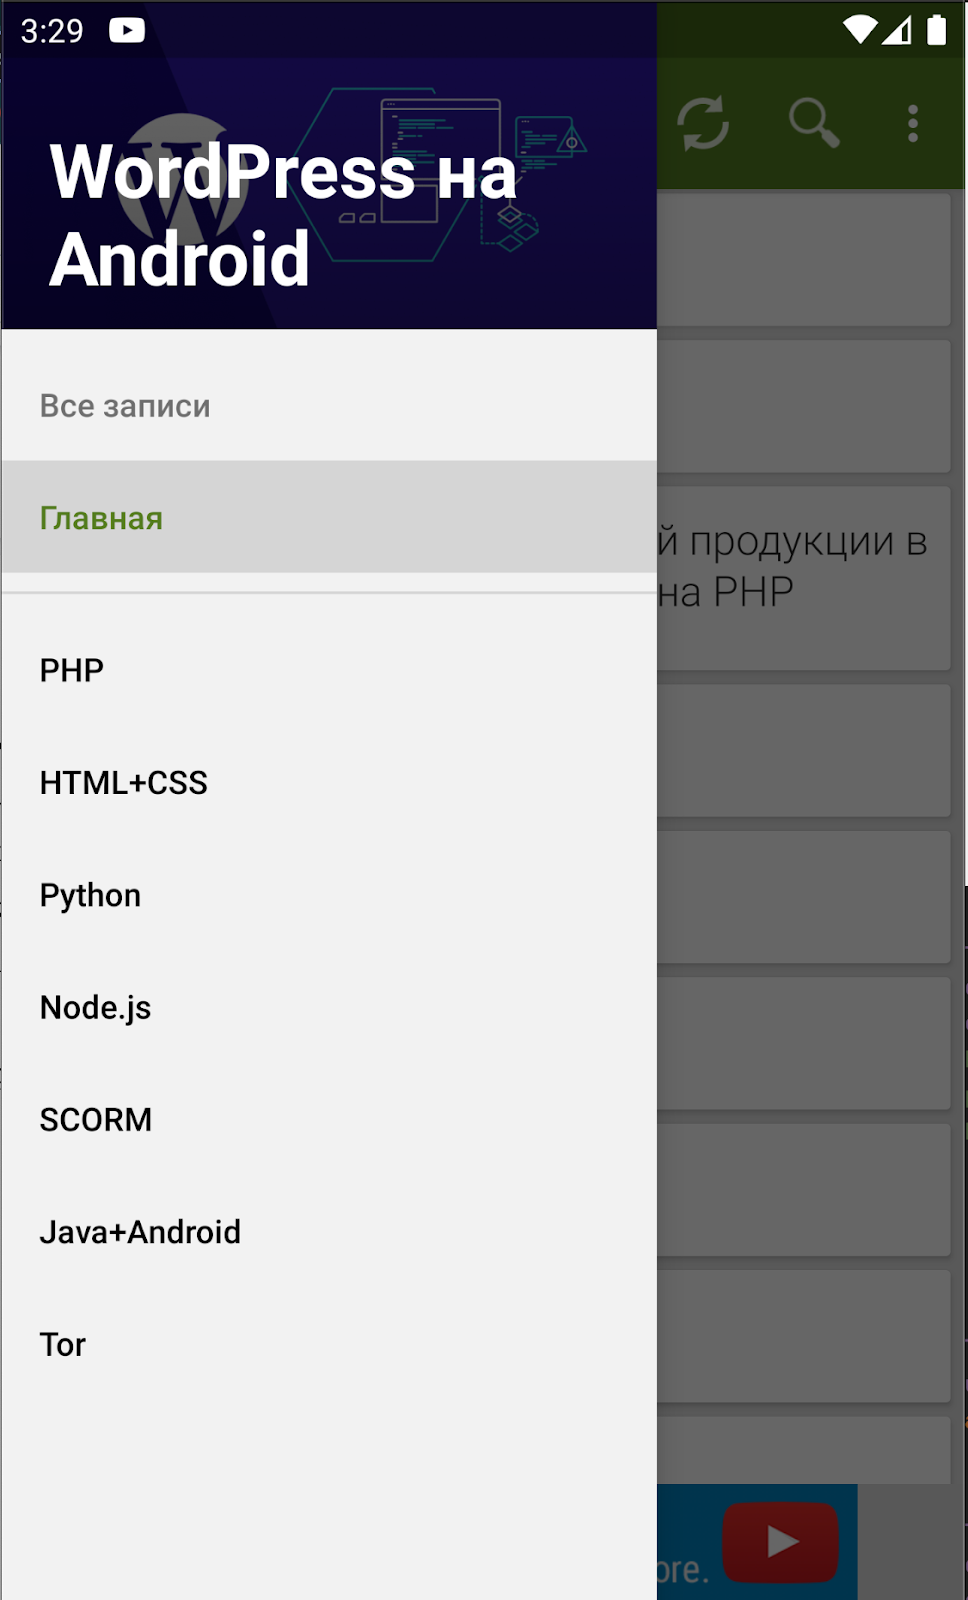 3:29
WordPress на
Android
Все записи
Главная
й продукции в
на PHP
PHP
HTML+CSS
Python
Node.js
SCORM
Java+Android
Tor
ore.